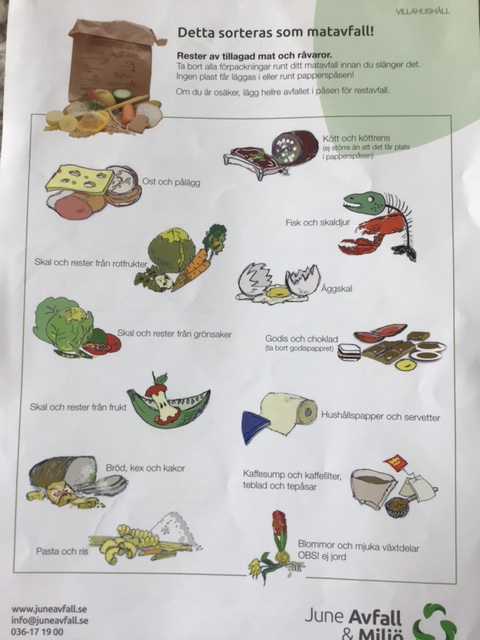 VILLAHUSHÅLL
Detta sorteras som matavfall!
Rester av tillagad mat och råvaror.
Ta bort alla förpackningar runt ditt matavfall innan du slänger det.
Ingen plast får läggas i eller runt papperspåsen!
Om du är osäker, lägg hellre avfallet i påsen för restavfall.
Kött och köttrens
(ej större än att det får plats
i papperspåsen)
Ost och pålägg
Fisk och skaldjur
Skal och rester från rotfrukter
Äggskal
Skal och rester från grönsaker
Godis och choklad
(ta bort godispappret)
Skal och rester från frukt
Hushållspapper och servetter
Bröd, kex och kakor
Kaffesump och kaffefilter,
teblad och tepåsar
Pasta och ris
Blommor och mjuka växtdelar
OBS! ej jord
www.juneavfall.se
info@juneavfall.se
036-17 19 00
June Avfall
& Miljö